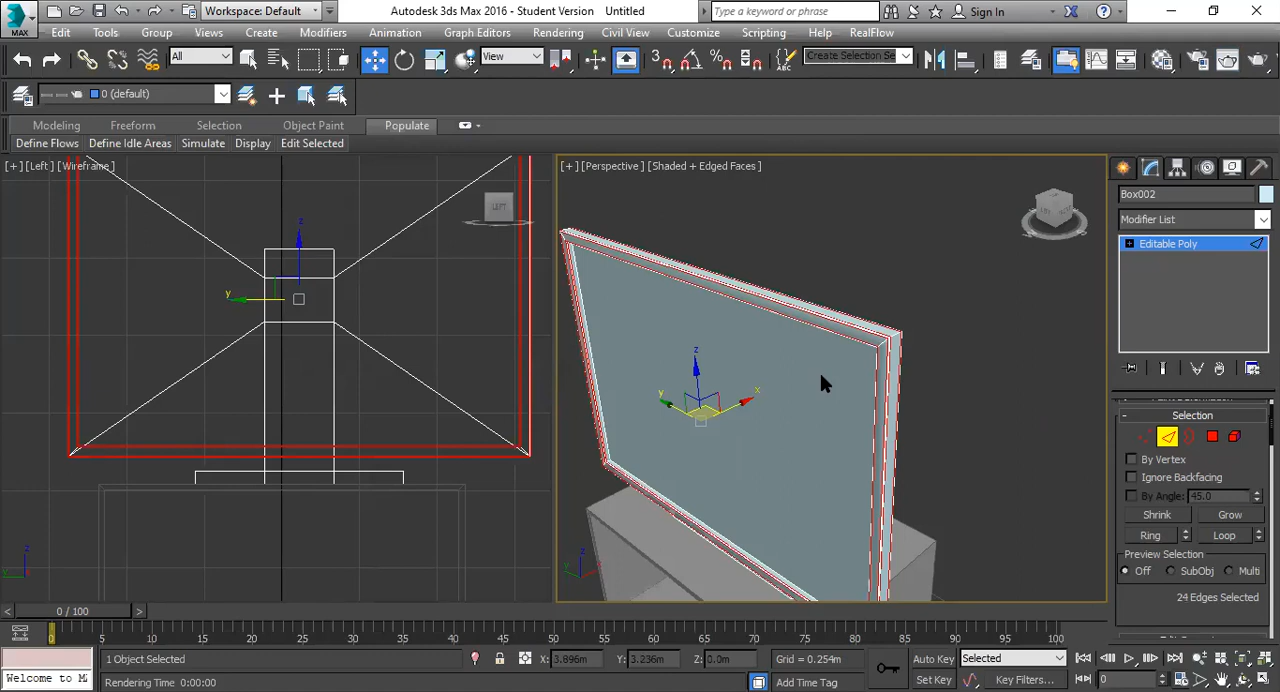 Workspace: Default
Autodesk 3ds Max 2016 - Student Version Untitled
Type a keyword or phrase
Sign In
MAX
Edit Tools Group Views Create Modifiers Animation Graph Editors Rendering Civil View Customize Scripting Help RealFlow
All
View
Create Selection Se
0 (default)
Modeling Freeform Selection Object Paint Populate
Define Flows Define Idle Areas Simulate Display Edit Selected
[+] [Left] [Wireframe]
[+] [Perspective] [Shaded + Edged Faces]
LEFT
z
y
z
y
x
z
y
z
Box002
Modifier List
Editable Poly
Selection
By Vertex
Ignore Backfacing
By Angle: 45.0
Shrink Grow
Ring Loop
Preview Selection
Off SubObj Multi
24 Edges Selected
0 / 100
0 5 10 15 20 25 30 35 40 45 50 55 60 65 70 75 80 85 90 95 100
1 Object Selected
X: 3.896m Y: 3.236m Z: 0.0m Grid = 0.254m
Auto Key Selected
Welcome to M
Rendering Time 0:00:00
Add Time Tag
Set Key Key Filters... 0